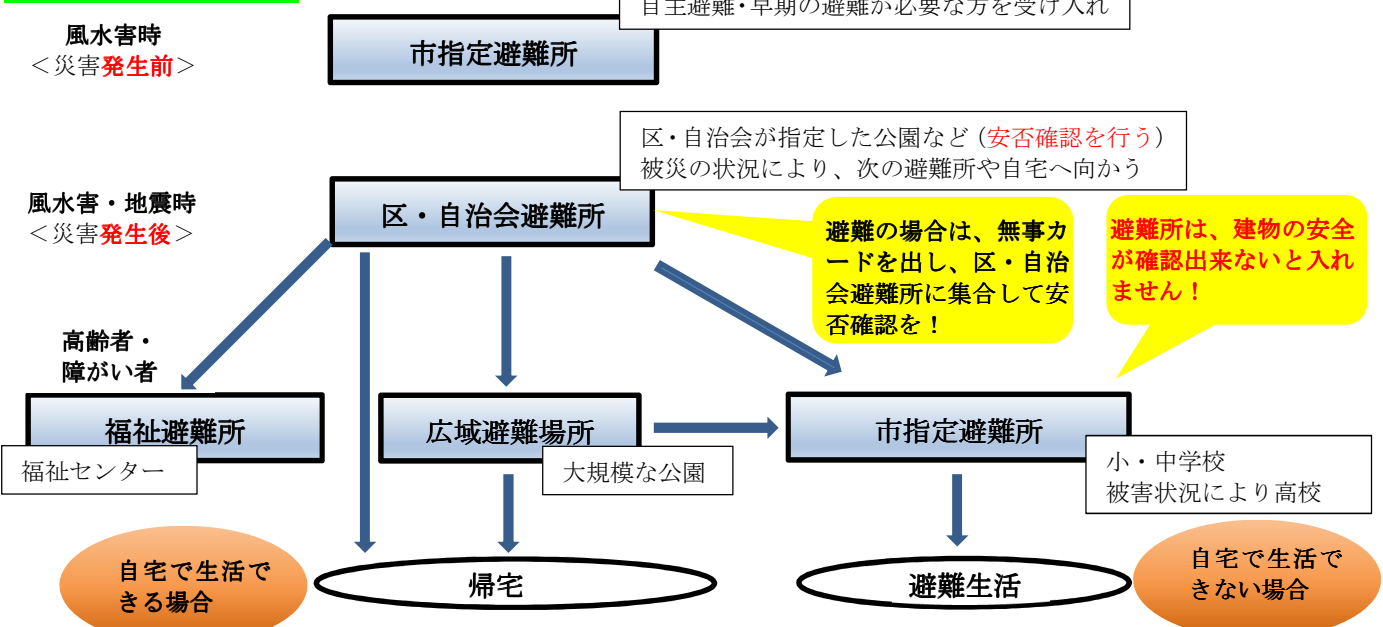 自主避難・早期の避難が必要な方を受け入れ
風水害時
＜災害発生前＞
市指定避難所
区・自治会が指定した公園など（安否確認を行う）
被災の状況により、次の避難所や自宅へ向かう
風水害・地震時
＜災害発生後＞
区・自治会避難所
避難の場合は、無事カ
ードを出し、区・自治
会避難所に集合して安
否確認を！
避難所は、建物の安全
が確認出来ないと入れ
ません！
高齢者・
障がい者
福祉避難所
福祉センター
広域避難場所
大規模な公園
市指定避難所
小・中学校
被害状況により高校
自宅で生活で
きる場合
帰宅
避難生活
自宅で生活で
きない場合